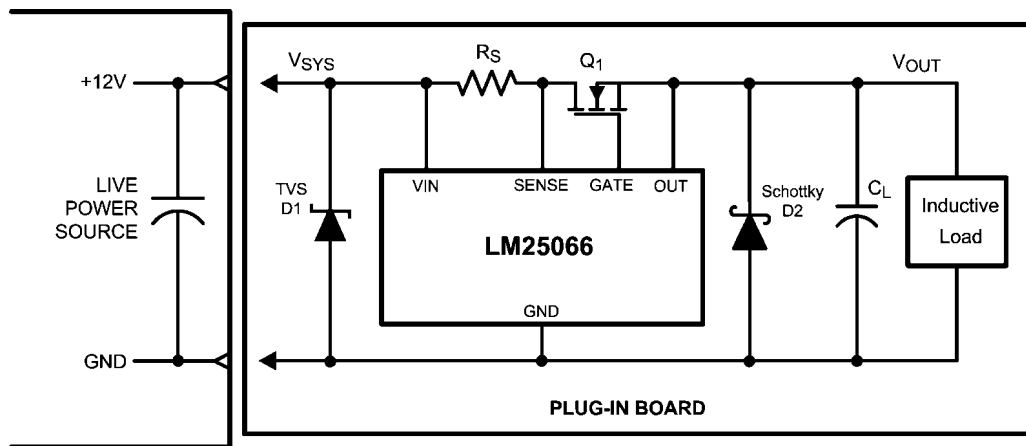 +12V
LIVE
POWER
SOURCE
GND
VSYS
RS
Q1
VOUT
VIN
SENSE
GATE
OUT
TVS
D1
LM25066
GND
Schottky
D2
CL
Inductive
Load
PLUG-IN BOARD